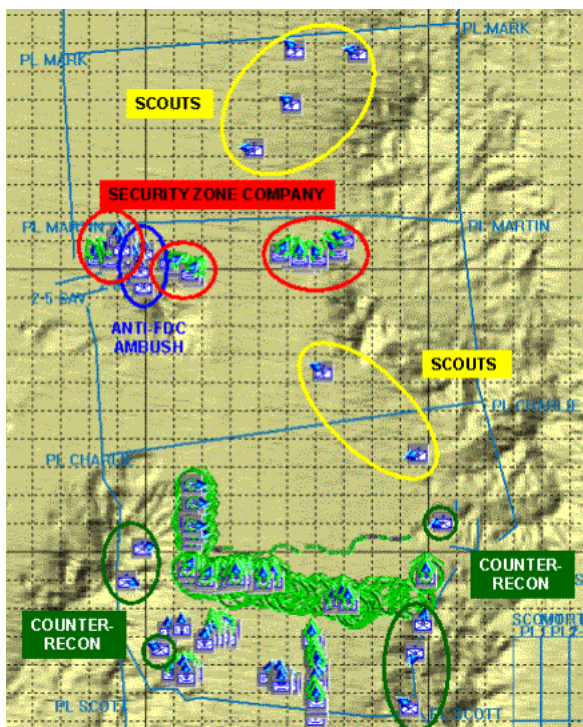 PL MARK
PL MARK
SCOUTS
SECURITY ZONE COMPANY
PL MARTIN
PL MARTIN
2-5 CAV
ANTI-FDC
AMBUSH
SCOUTS
PL CHARLIE
PL CHARLIE
COUNTER-
RECON
COUNTER-
RECON
PL SCOTT
PL SCOTT